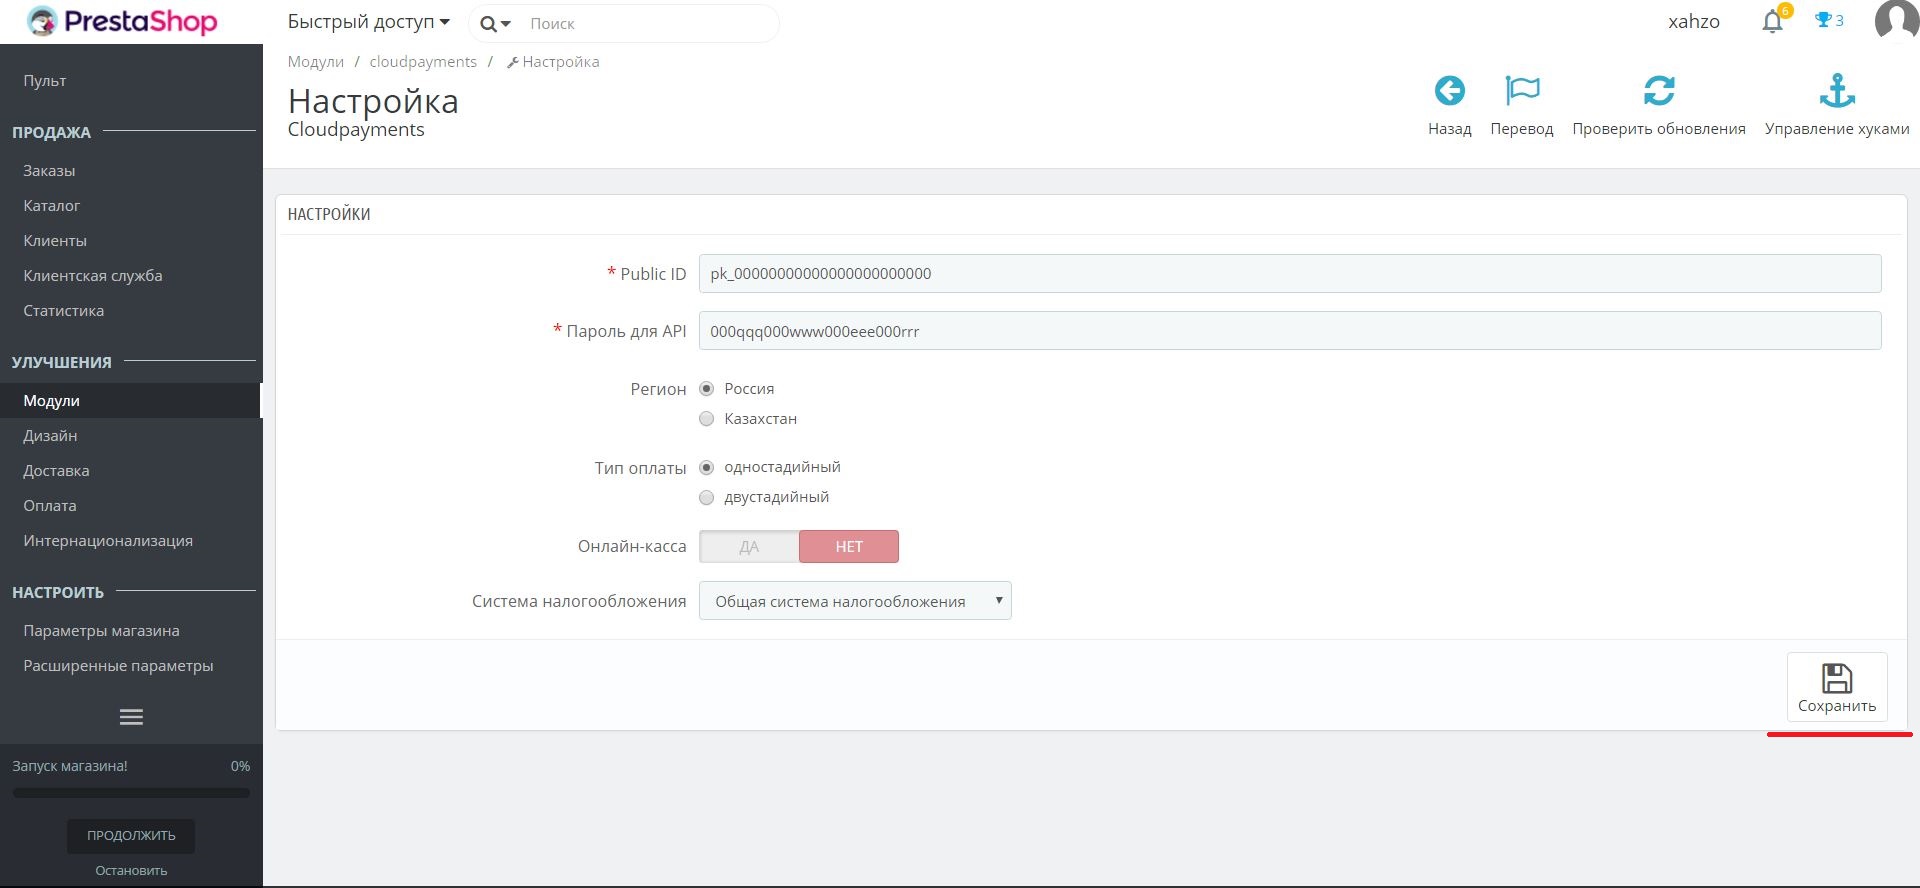 PrestaShop
Быстрый доступ
Поиск
xahzo
6
3
Пульт
ПРОДАЖА
Заказы
Каталог
Клиенты
Клиентская служба
Статистика
УЛУЧШЕНИЯ
Модули
Дизайн
Доставка
Оплата
Интернационализация
НАСТРОИТЬ
Параметры магазина
Расширенные параметры
Запуск магазина! 0%
ПРОДОЛЖИТЬ
Остановить
Модули / cloudpayments / Настройка
Настройка
Cloudpayments
Назад
Перевод
Проверить обновления
Управление хуками
НАСТРОЙКИ
* Public ID pk_00000000000000000000000
* Пароль для API 000qqq000www000eee000rrr
Регион Россия
Казахстан
Тип оплаты одностадийный
двустадийный
Онлайн-касса ДА НЕТ
Система налогообложения Общая система налогообложения
Сохранить